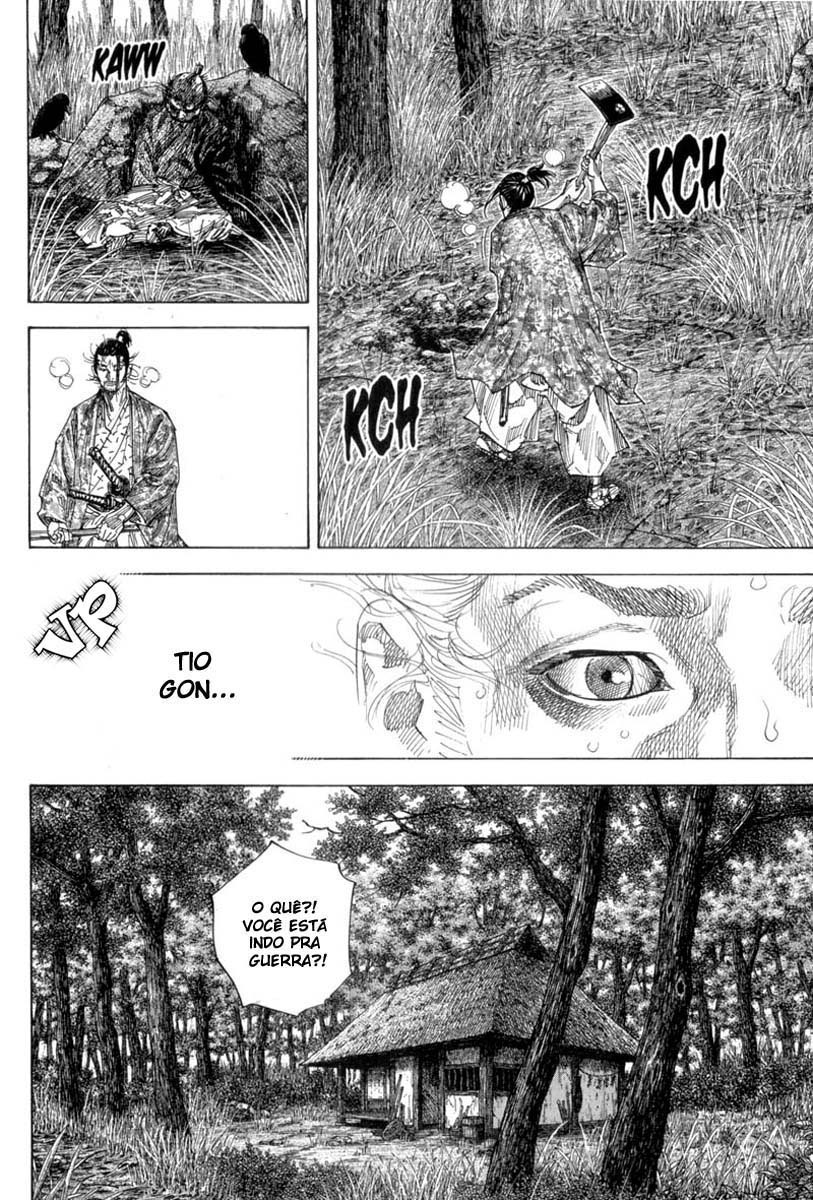 KAWW
KCH
KCH
VP
TIO
GON...
O QUÊ?!
VOCÊ ESTÁ
INDO PRA
GUERRA?!